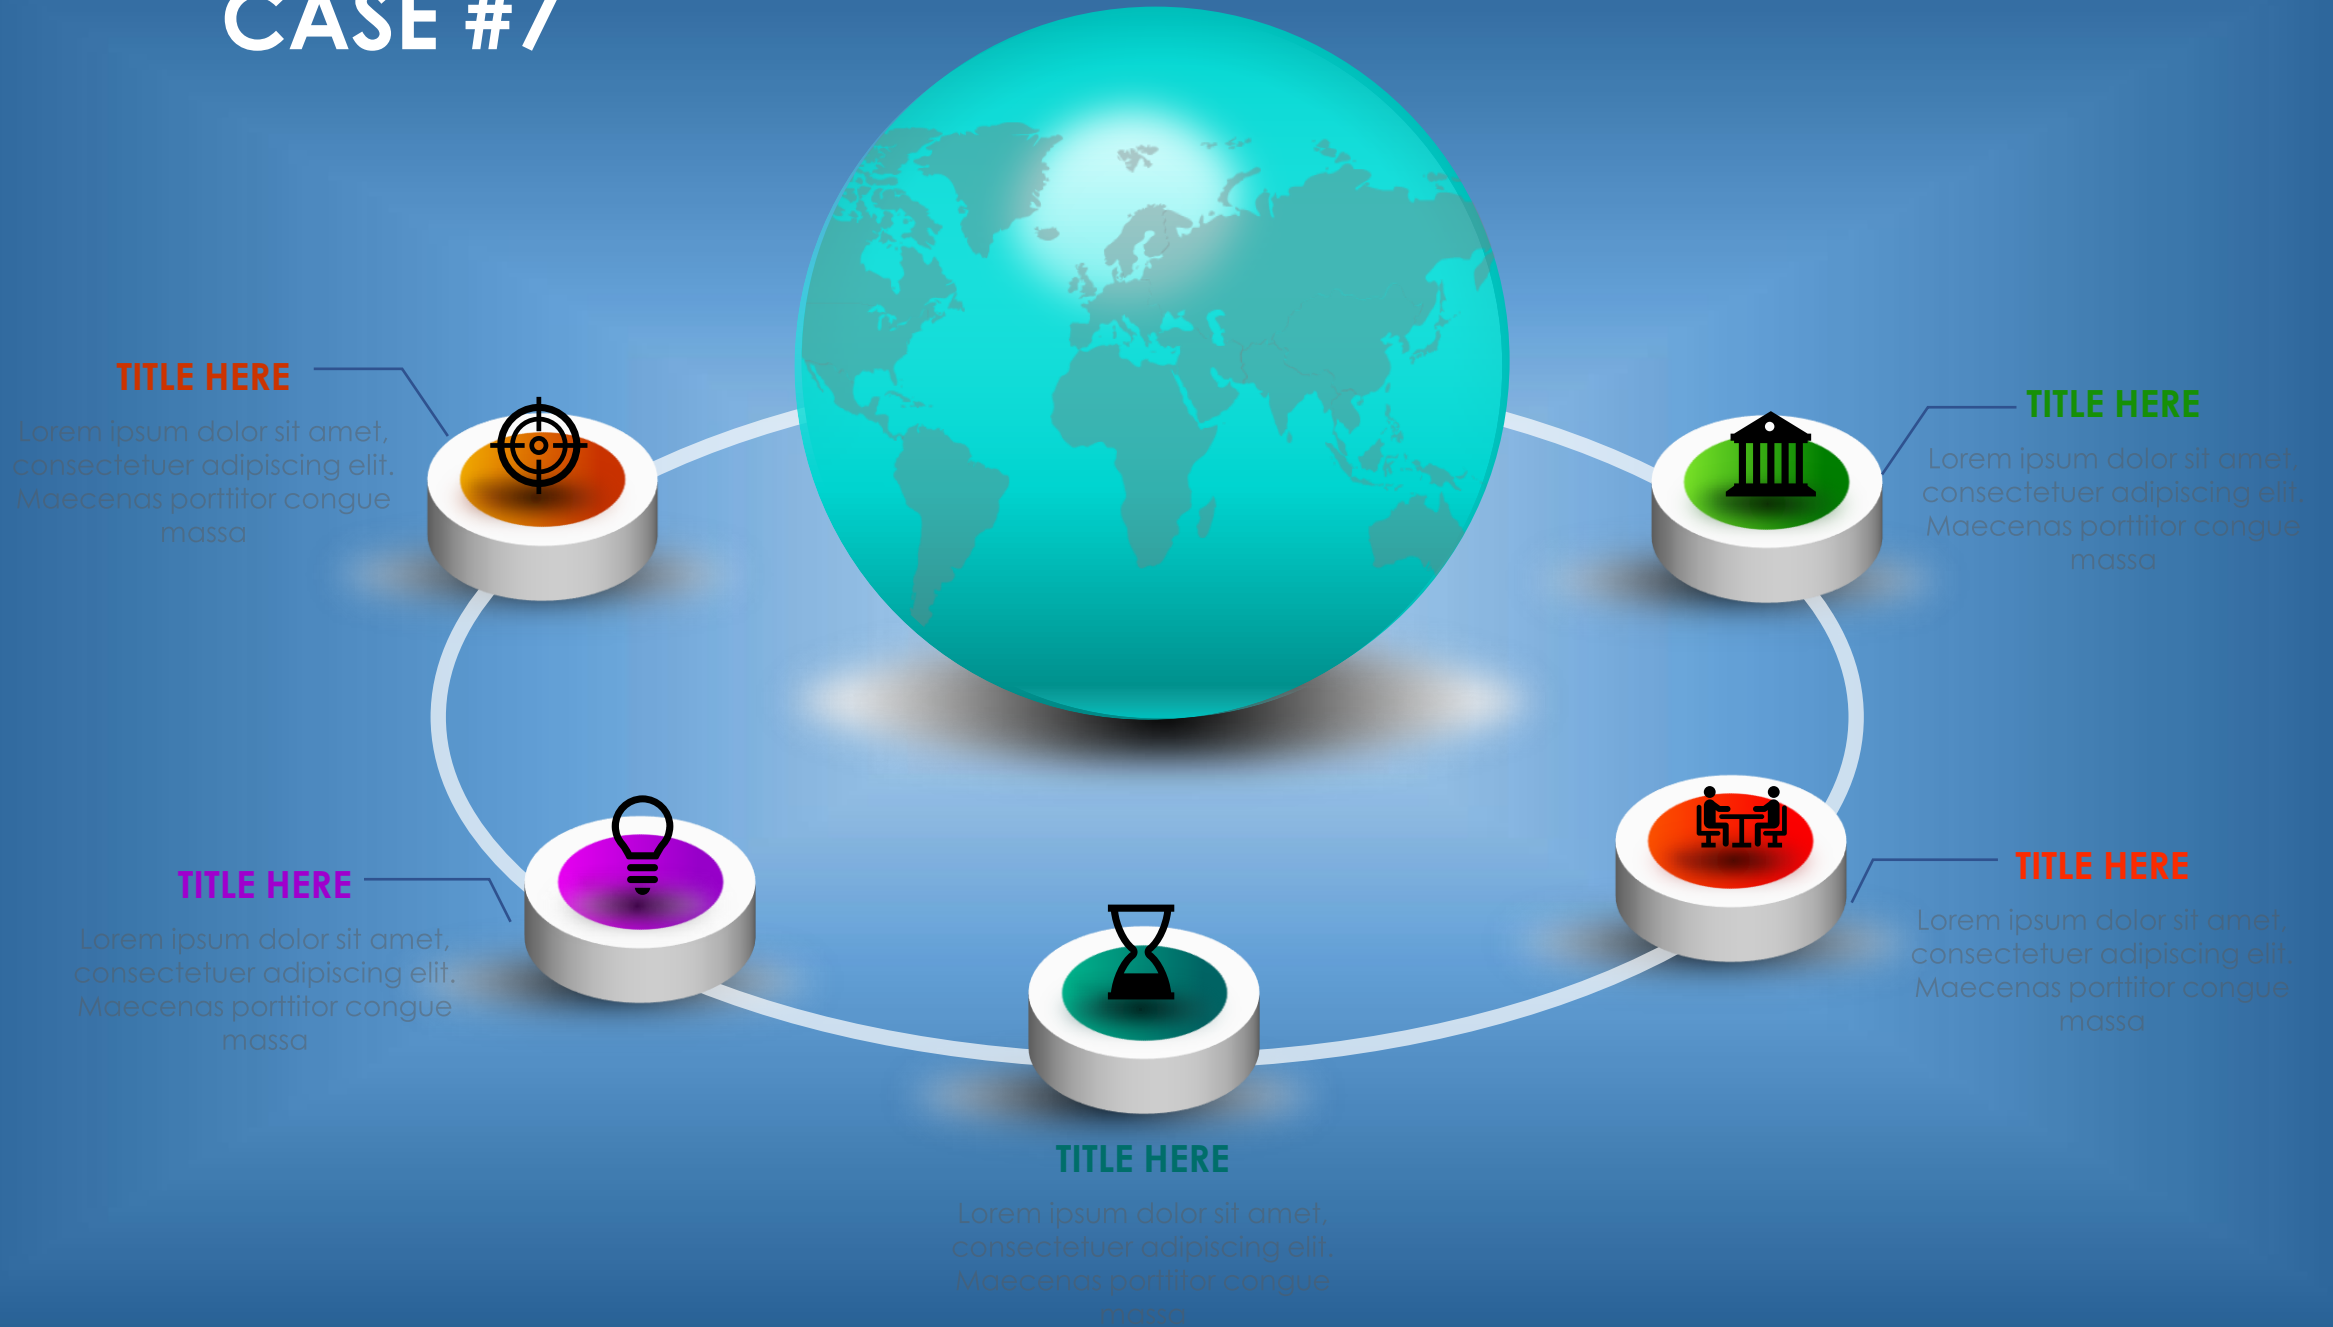 CASE #7
TITLE HERE
Lorem ipsum dolor sit amet,
consectetuer adipiscing elit.
Maecenas porttitor congue
massa
TITLE HERE
Lorem ipsum dolor sit amet,
consectetuer adipiscing elit.
Maecenas porttitor congue
massa
TITLE HERE
Lorem ipsum dolor sit amet,
consectetuer adipiscing elit.
Maecenas porttitor congue
massa
TITLE HERE
Lorem ipsum dolor sit amet,
consectetuer adipiscing elit.
Maecenas porttitor congue
massa
TITLE HERE
Lorem ipsum dolor sit amet,
consectetuer adipiscing elit.
Maecenas porttitor congue
massa